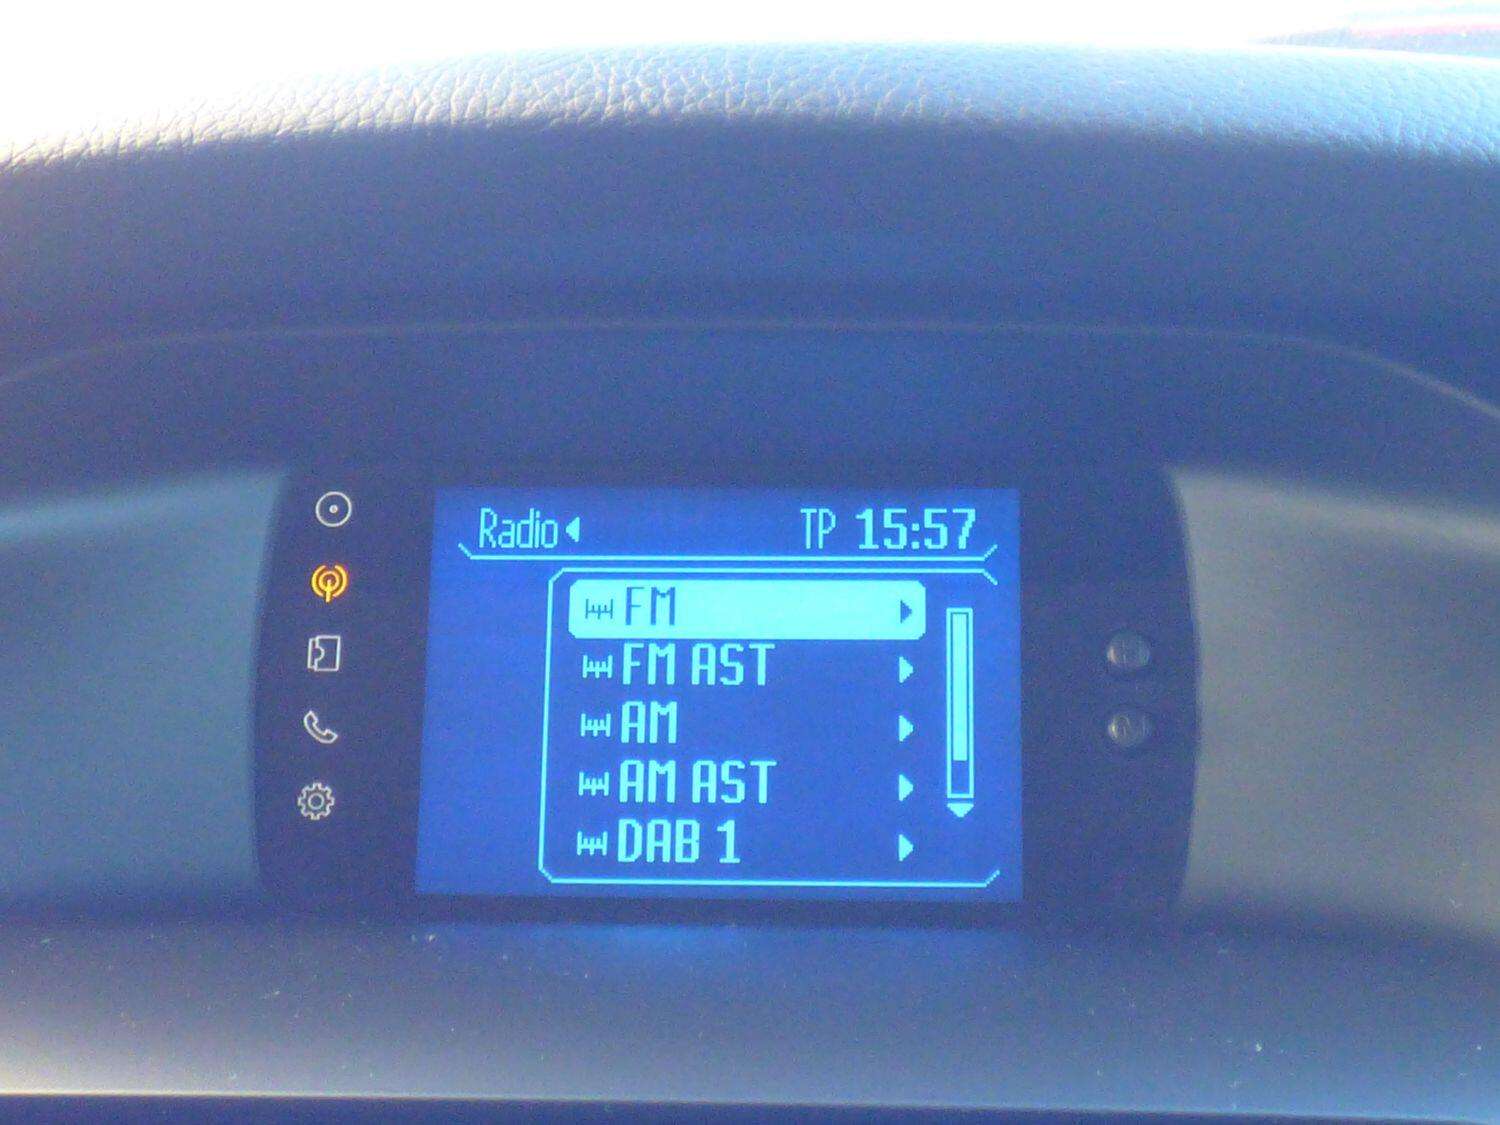 Radio TP 15:57
FM
FM AST
AM
AM AST
DAB 1